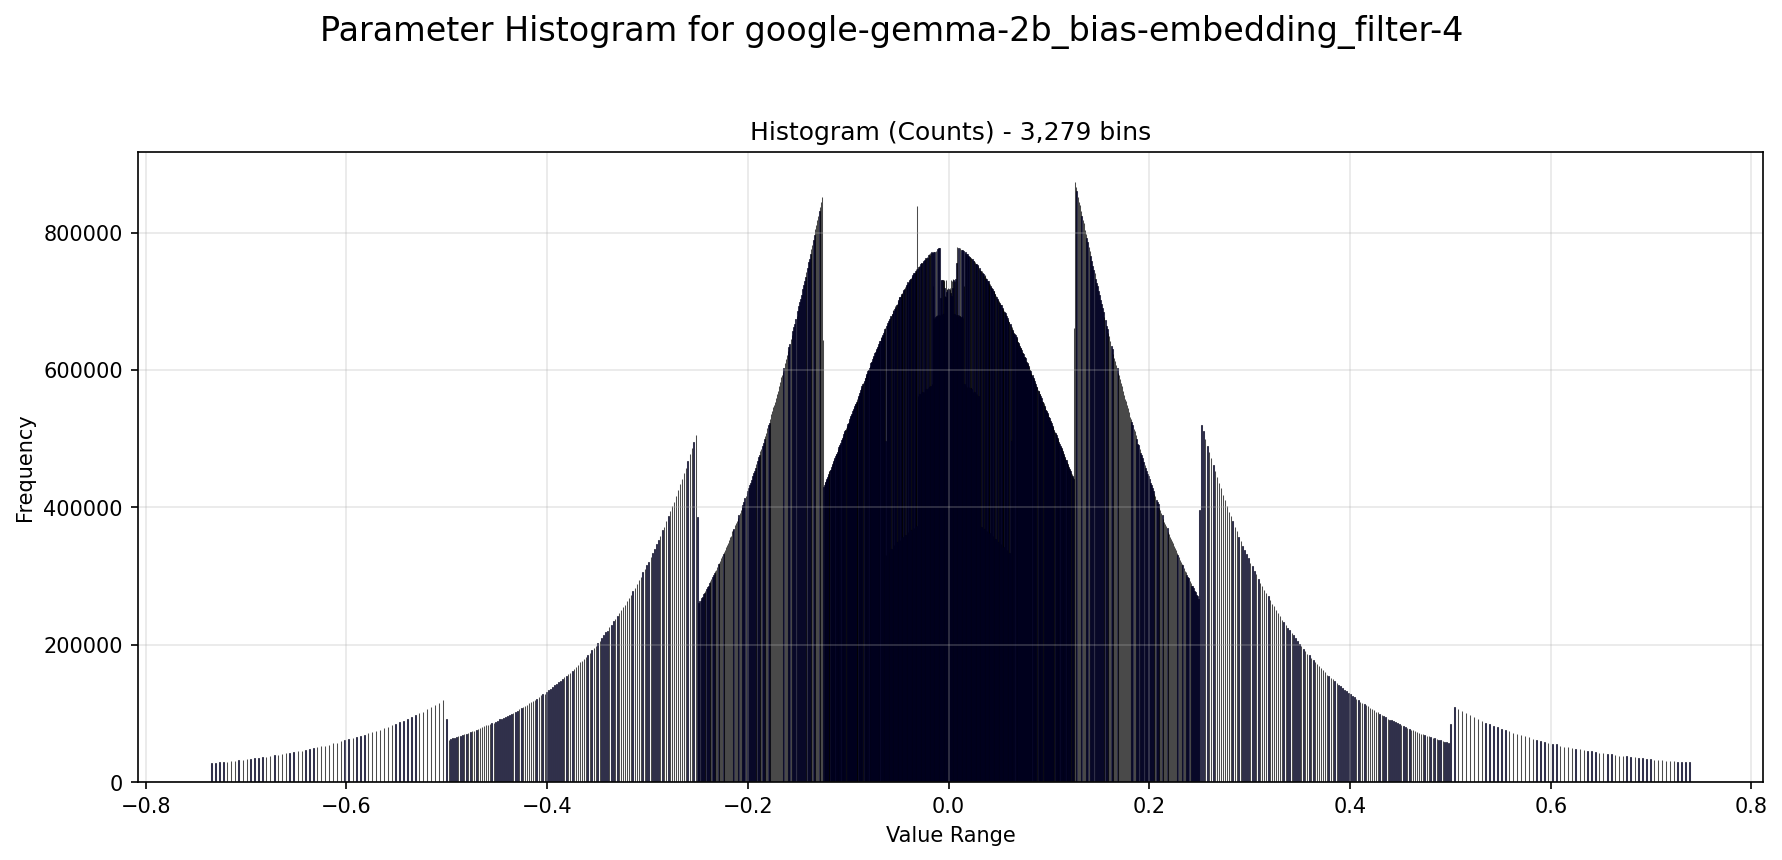 Parameter Histogram for google-gemma-2b_bias-embedding_filter-4
Histogram (Counts) - 3,279 bins
Frequency
800000
600000
400000
200000
0
−0.8 −0.6 −0.4 −0.2 0.0 0.2 0.4 0.6 0.8
Value Range